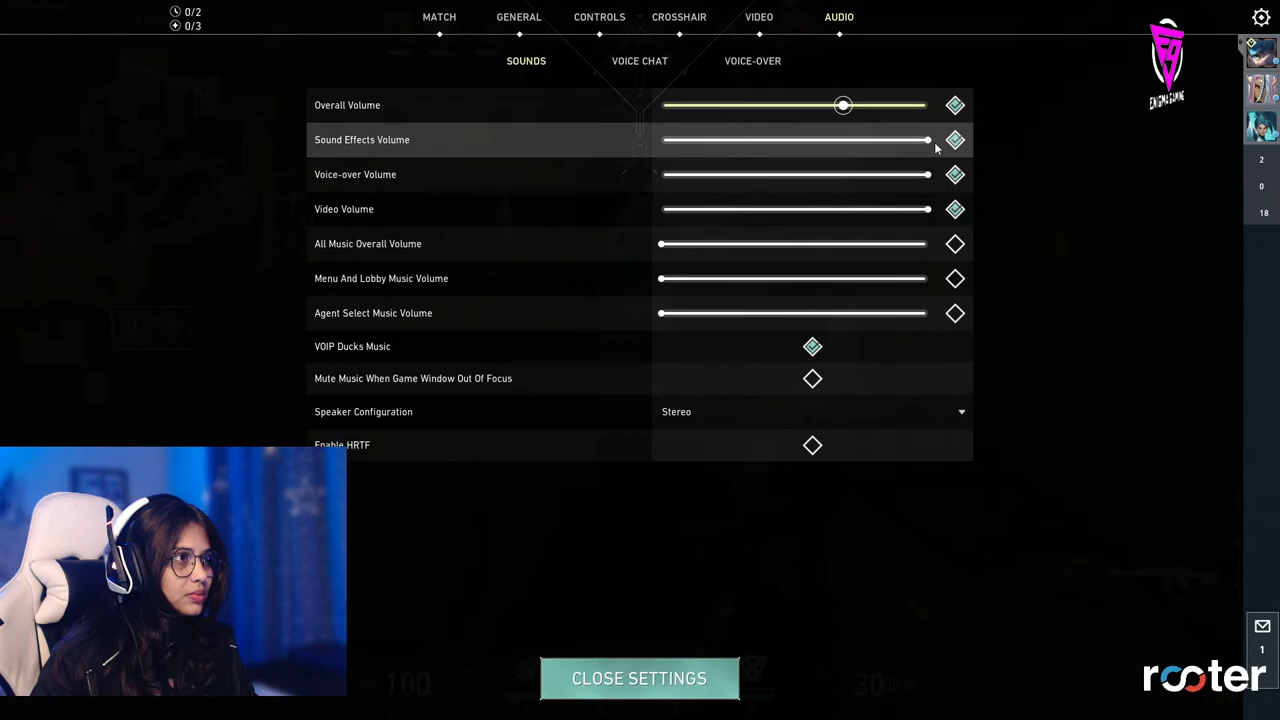 0/2
0/3
MATCH
GENERAL
CONTROLS
CROSSHAIR
VIDEO
AUDIO
SOUNDS
VOICE CHAT
VOICE-OVER
ENIGMA GAMING
Overall Volume
Sound Effects Volume
Voice-over Volume
Video Volume
All Music Overall Volume
Menu And Lobby Music Volume
Agent Select Music Volume
VOIP Ducks Music
Mute Music When Game Window Out Of Focus
Speaker Configuration Stereo
Enable HRTF
2
0
18
CLOSE SETTINGS
100
30
1
rooter